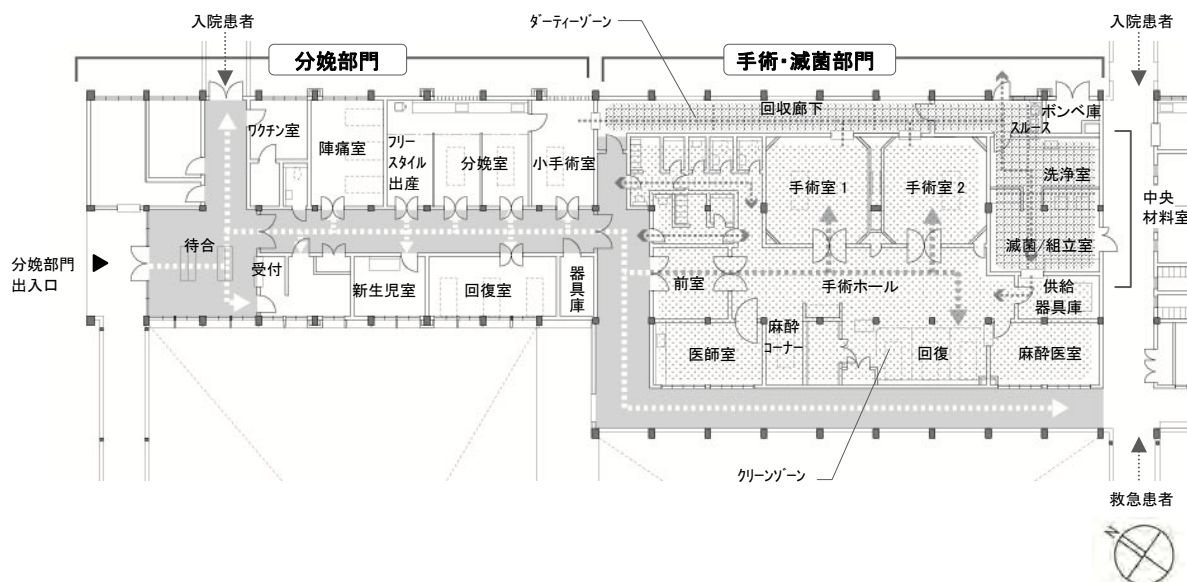 入院患者
ダーティーゾーン
入院患者
分娩部門
手術・滅菌部門
回収廊下
ボンベ庫
スルース
ワクチン室
陣痛室
フリー
スタイル
出産
分娩室
小手術室
手術室1
手術室2
洗浄室
中央
材料室
滅菌/組立室
待合
分娩部門
出入口
受付
新生児室
回復室
器
具
庫
前室
手術ホール
供給
器具庫
医師室
麻酔
コーナー
回復
麻酔医室
クリーンゾーン
救急患者
N